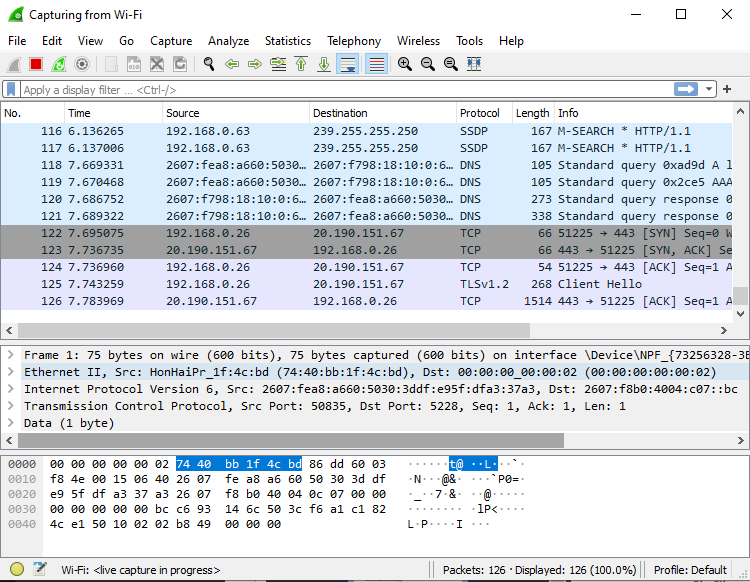 Capturing from Wi-Fi
File Edit View Go Capture Analyze Statistics Telephony Wireless Tools Help
Apply a display filter ... <Ctrl-/>
No. Time Source Destination Protocol Length Info
116 6.136265 192.168.0.63 239.255.255.250 SSDP 167 M-SEARCH * HTTP/1.1
117 6.137006 192.168.0.63 239.255.255.250 SSDP 167 M-SEARCH * HTTP/1.1
118 7.669331 2607:fea8:a660:5030… 2607:f798:18:10:0:6… DNS 105 Standard query 0xad9d A l
119 7.670468 2607:fea8:a660:5030… 2607:f798:18:10:0:6… DNS 105 Standard query 0x2ce5 AAA
120 7.686752 2607:f798:18:10:0:6… 2607:fea8:a660:5030… DNS 273 Standard query response 0
121 7.689322 2607:f798:18:10:0:6… 2607:fea8:a660:5030… DNS 338 Standard query response 0
122 7.695075 192.168.0.26 20.190.151.67 TCP 66 51225 → 443 [SYN] Seq=0 W
123 7.736735 20.190.151.67 192.168.0.26 TCP 66 443 → 51225 [SYN, ACK] Se
124 7.736960 192.168.0.26 20.190.151.67 TCP 54 51225 → 443 [ACK] Seq=1 A
125 7.743259 192.168.0.26 20.190.151.67 TLSv1.2 268 Client Hello
126 7.783969 20.190.151.67 192.168.0.26 TCP 1514 443 → 51225 [ACK] Seq=1 A
Frame 1: 75 bytes on wire (600 bits), 75 bytes captured (600 bits) on interface \Device\NPF_{73256328-3E
Ethernet II, Src: HonHaiPr_1f:4c:bd (74:40:bb:1f:4c:bd), Dst: 00:00:00_00:00:02 (00:00:00:00:00:02)
Internet Protocol Version 6, Src: 2607:fea8:a660:5030:3ddf:e95f:dfa3:37a3, Dst: 2607:f8b0:4004:c07::bc
Transmission Control Protocol, Src Port: 50835, Dst Port: 5228, Seq: 1, Ack: 1, Len: 1
Data (1 byte)
0000 00 00 00 00 00 02 74 40 bb 1f 4c bd 86 dd 60 03 ······t@ ··L···`·
0010 f8 4e 00 15 06 40 26 07 fe a8 a6 60 50 30 3d df ·N···@&· ···`P0=·
0020 e9 5f df a3 37 a3 26 07 f8 b0 40 04 0c 07 00 00 ·_··7·&· ··@·····
0030 00 00 00 00 00 bc c6 93 14 6c 50 3c f6 a1 c1 82 ········ ·lP<····
0040 4c e1 50 10 02 02 b8 49 00 00 00 L·P····I ···
Wi-Fi: <live capture in progress> Packets: 126 · Displayed: 126 (100.0%) Profile: Default